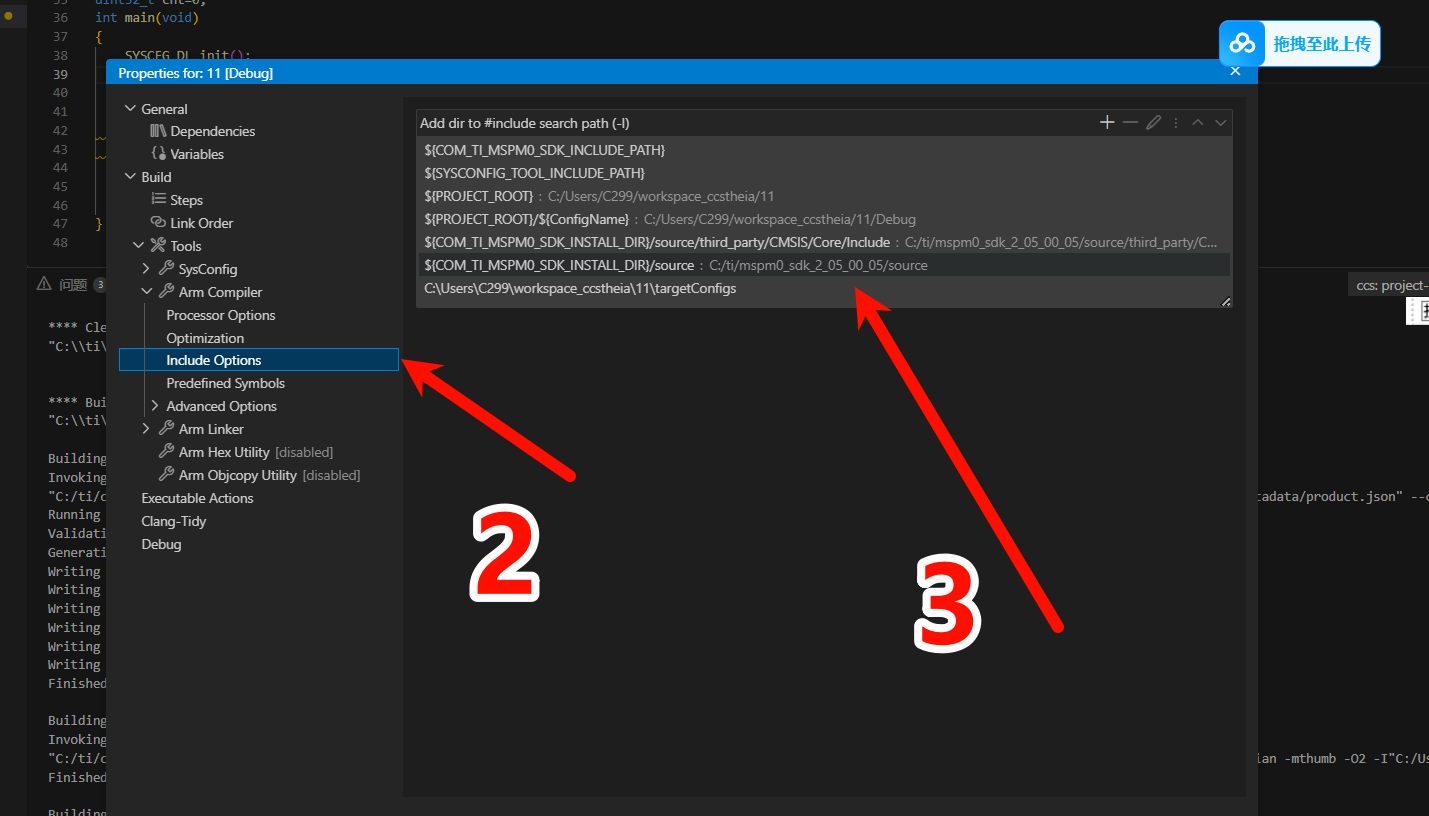 36 int main(void)
37 {
38 SYSCFG_DL_init();
拖拽至此上传
Properties for: 11 [Debug]
39
40
41
42
43
44
45
46
47 }
48
General
Dependencies
Variables
Build
Steps
Link Order
Tools
SysConfig
Arm Compiler
Processor Options
Optimization
Include Options
Predefined Symbols
Advanced Options
Arm Linker
Arm Hex Utility [disabled]
Arm Objcopy Utility [disabled]
Executable Actions
Clang-Tidy
Debug
Add dir to #include search path (-I)
${COM_TI_MSPM0_SDK_INCLUDE_PATH}
${SYSCONFIG_TOOL_INCLUDE_PATH}
${PROJECT_ROOT} : C:/Users/C299/workspace_ccstheia/11
${PROJECT_ROOT}/${ConfigName} : C:/Users/C299/workspace_ccstheia/11/Debug
${COM_TI_MSPM0_SDK_INSTALL_DIR}/source/third_party/CMSIS/Core/Include : C:/ti/mspm0_sdk_2_05_00_05/source/third_party/C...
${COM_TI_MSPM0_SDK_INSTALL_DIR}/source : C:/ti/mspm0_sdk_2_05_00_05/source
C:\Users\C299\workspace_ccstheia\11\targetConfigs
2
3
问题 3
ccs: project-
**** Cle
"C:\\ti\
**** Bui
"C:\\ti\
Building
Invoking
"C:/ti/c
tadata/product.json" --c
Running
Validati
Generati
Writing
Writing
Writing
Writing
Writing
Writing
Finished
Building
Invoking
"C:/ti/c
ian -mthumb -O2 -I"C:/Us
Finished
Building